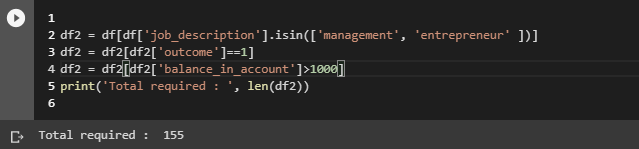 1
2 df2 = df[df['job_description'].isin(['management', 'entrepreneur' ])]
3 df2 = df2[df2['outcome']==1]
4 df2 = df2[df2['balance_in_account']>1000]
5 print('Total required : ', len(df2))
6
Total required :  155